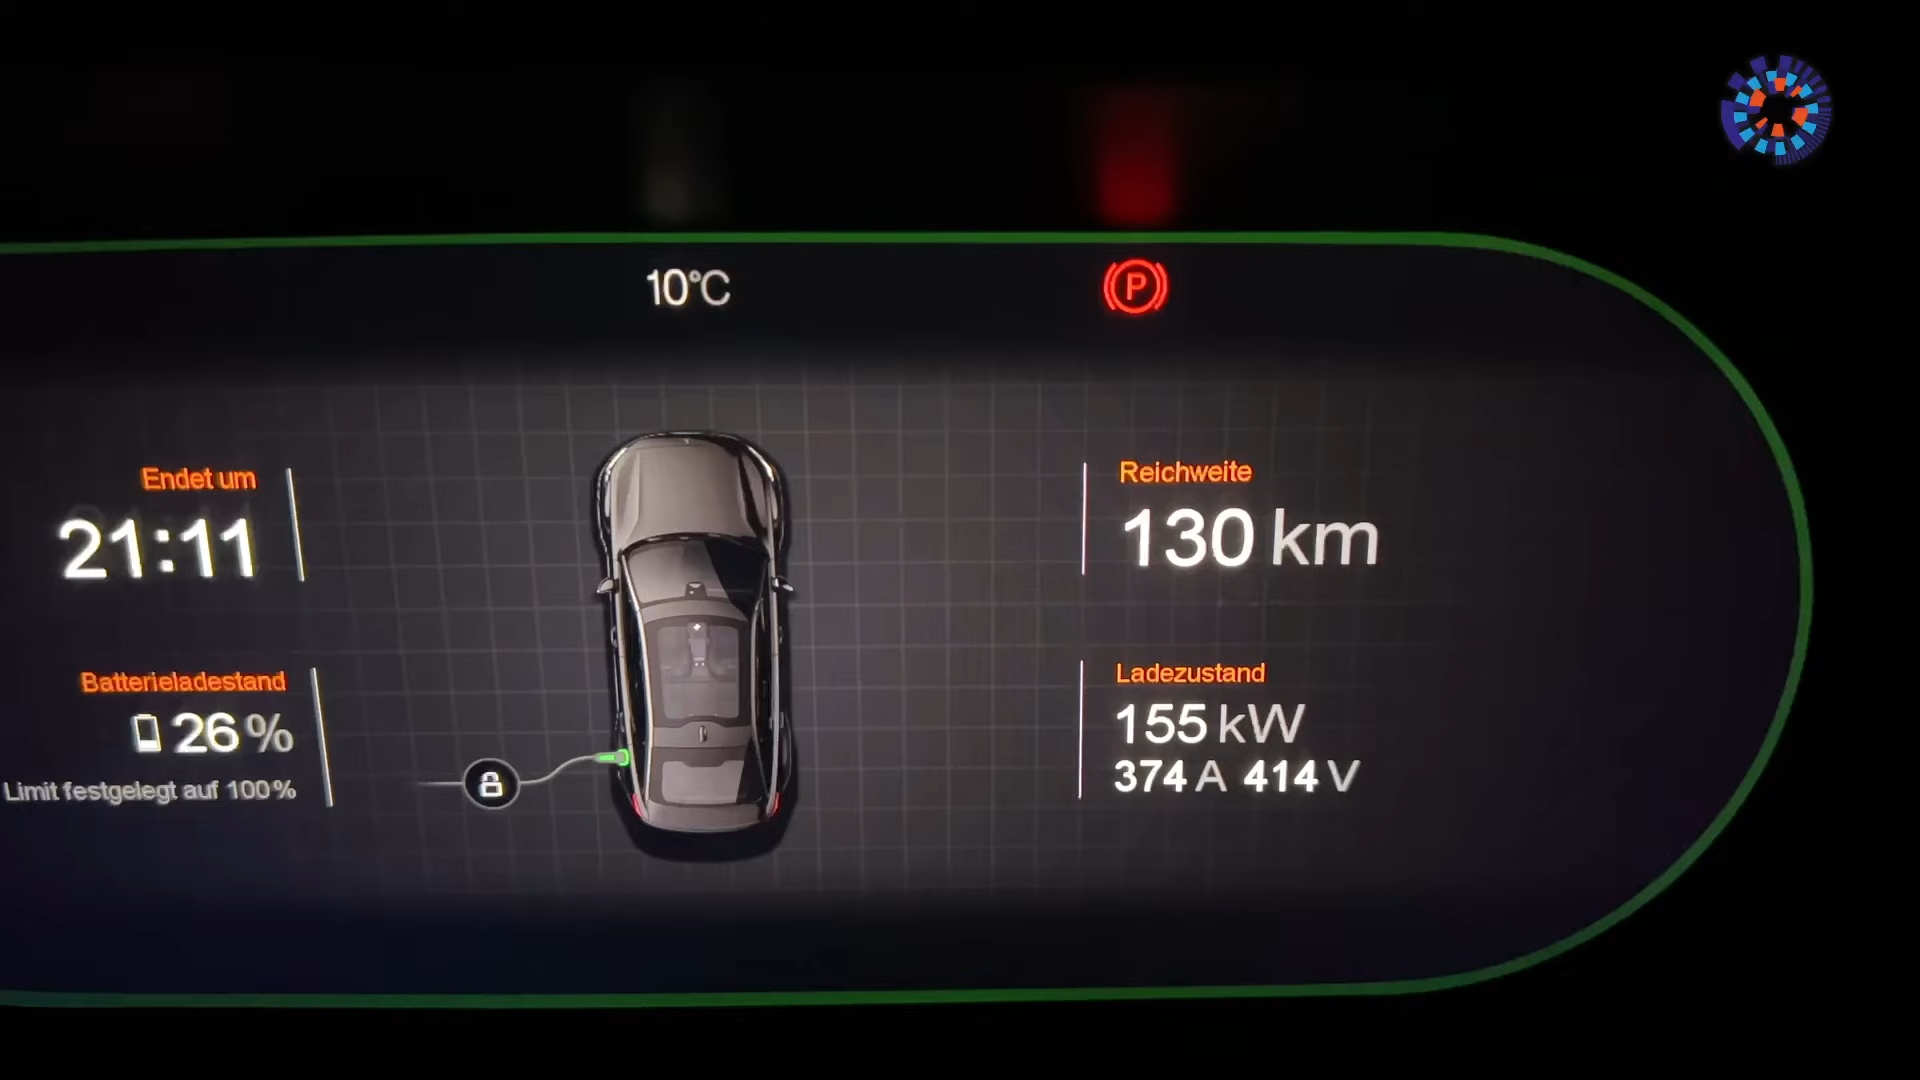 10°C
P
Endet um
21:11
Reichweite
130 km
Batterieladestand
26 %
Limit festgelegt auf 100 %
Ladezustand
155 kW
374 A 414 V